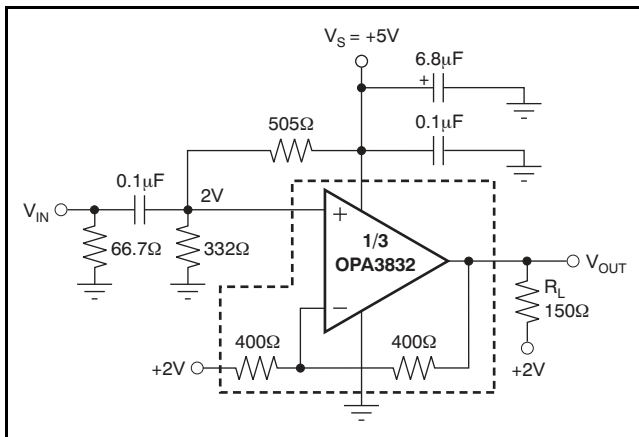 V_S = +5V
6.8μF
+
505Ω
0.1μF
0.1μF
2V
V_IN
+
1/3
OPA3832
66.7Ω
332Ω
V_OUT
−
R_L
150Ω
400Ω
400Ω
+2V
+2V